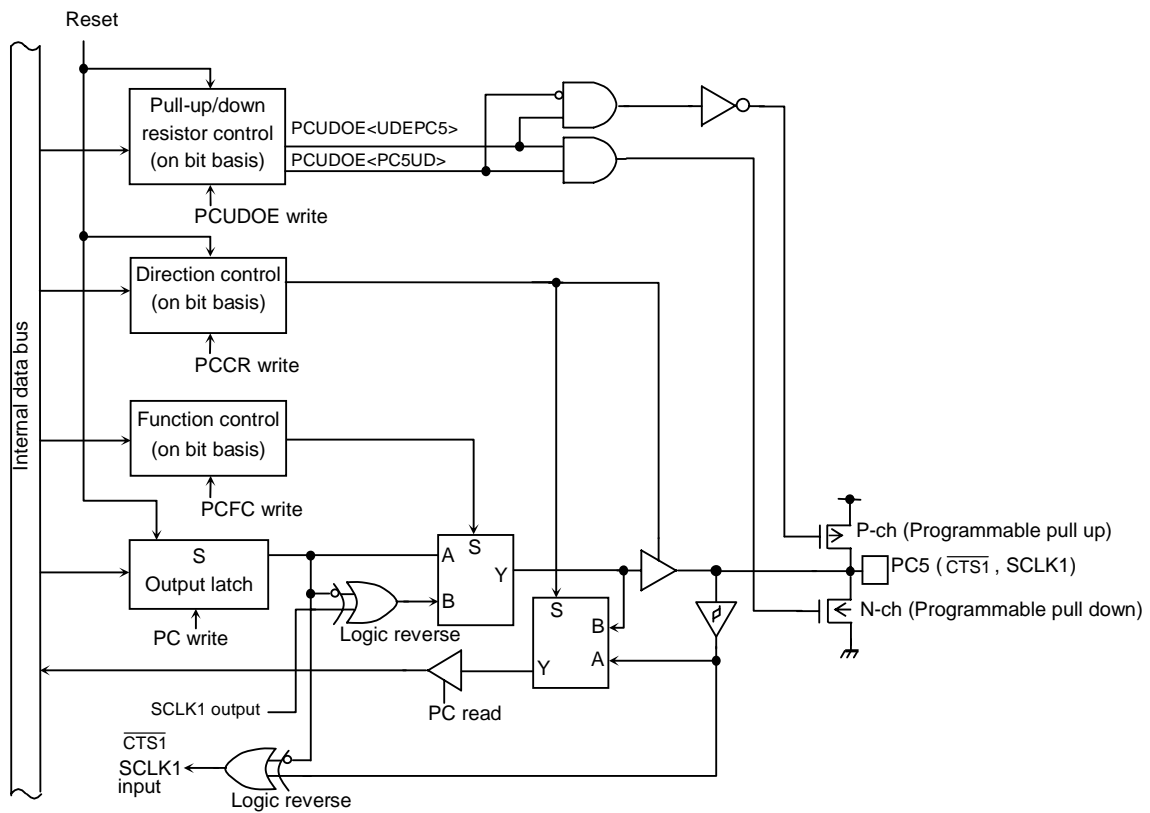 Reset
Pull-up/down
resistor control
(on bit basis)
PCUDOE<UDEPC5>
PCUDOE<PC5UD>
PCUDOE write
Direction control
(on bit basis)
PCCR write
Internal data bus
Function control
(on bit basis)
PCFC write
S
Output latch
PC write
A
S
Y
B
Logic reverse
S
B
A
Y
P-ch (Programmable pull up)
PC5 (CTS1, SCLK1)
N-ch (Programmable pull down)
PC read
SCLK1 output
CTS1
SCLK1
input
Logic reverse